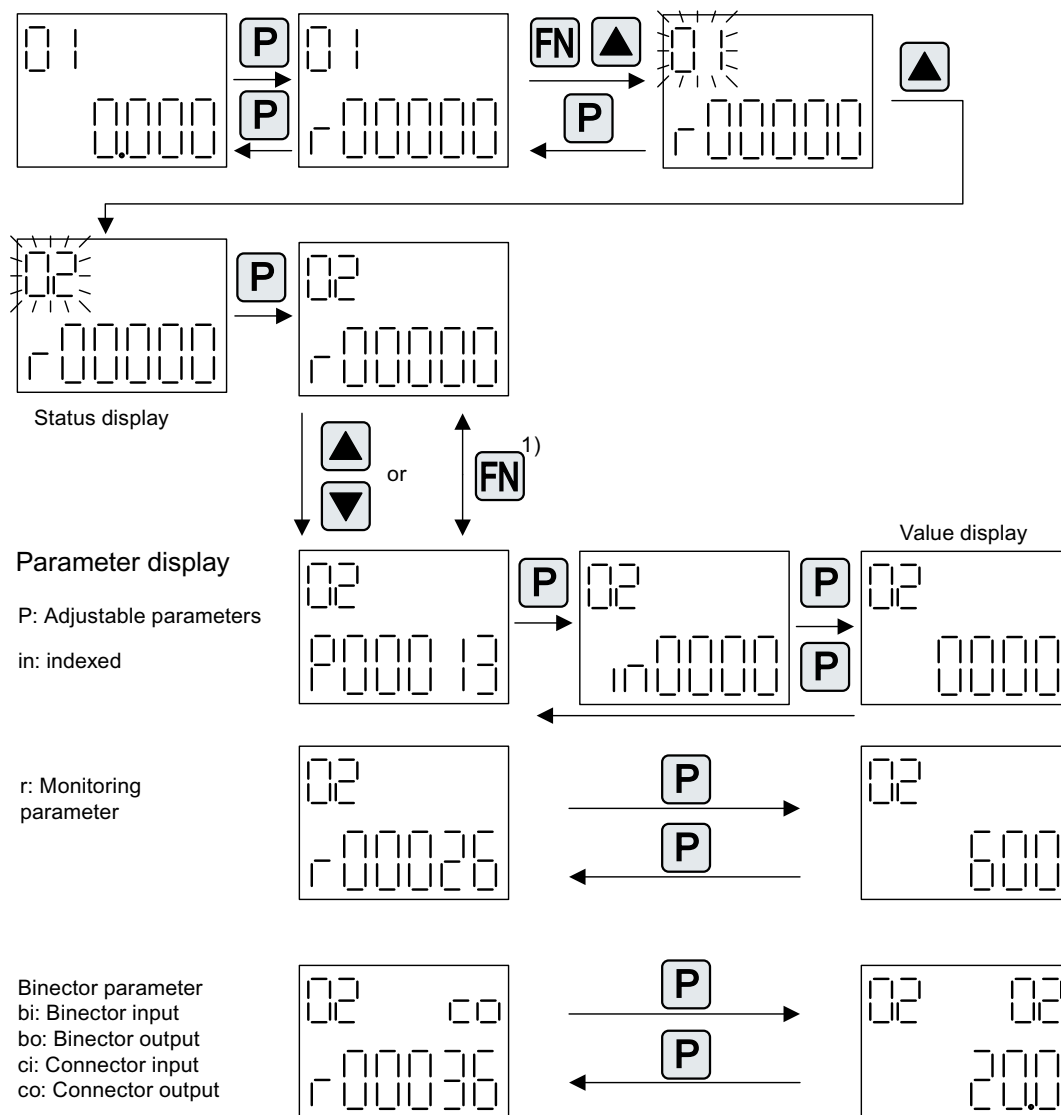 01
0.000
P
P
01
r00000
FN
P
01
r00000
02
r00000
Status display
P
02
r00000
or
FN 1)
Value display
Parameter display
P: Adjustable parameters
in: indexed
02
P00013
P
02
in0000
P
P
02
0000
r: Monitoring
parameter
02
r00026
P
P
02
600
Binector parameter
bi: Binector input
bo: Binector output
ci: Connector input
co: Connector output
02 co
r00036
P
P
02 02
20.0